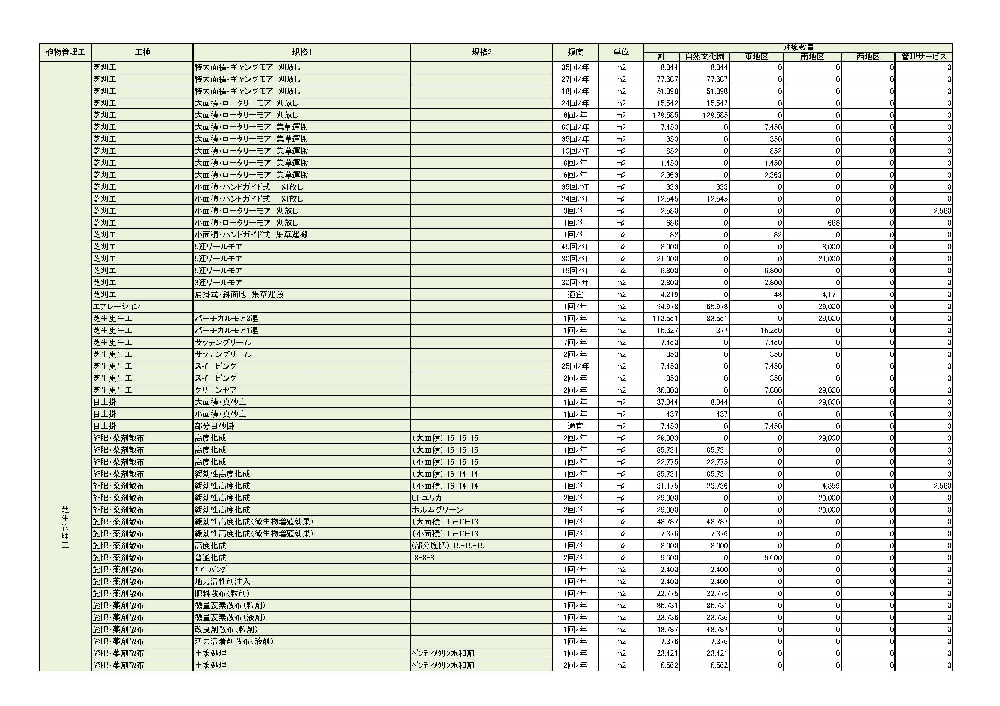 植物管理工 工種 規格1 規格2 頻度 単位 対象数量
計 自然文化園 東地区 南地区 西地区 管理サービス
芝刈工 特大面積・ギャングモア 刈放し 35回/年 m2 8,044 8,044 0 0 0 0
芝刈工 特大面積・ギャングモア 刈放し 27回/年 m2 77,687 77,687 0 0 0 0
芝刈工 特大面積・ギャングモア 刈放し 18回/年 m2 51,898 51,898 0 0 0 0
芝刈工 大面積・ロータリーモア 刈放し 24回/年 m2 15,542 15,542 0 0 0 0
芝刈工 大面積・ロータリーモア 刈放し 6回/年 m2 129,585 129,585 0 0 0 0
芝刈工 大面積・ロータリーモア 集草運搬 80回/年 m2 7,450 0 7,450 0 0 0
芝刈工 大面積・ロータリーモア 集草運搬 35回/年 m2 350 0 350 0 0 0
芝刈工 大面積・ロータリーモア 集草運搬 10回/年 m2 852 0 852 0 0 0
芝刈工 大面積・ロータリーモア 集草運搬 8回/年 m2 1,450 0 1,450 0 0 0
芝刈工 大面積・ロータリーモア 集草運搬 6回/年 m2 2,363 0 2,363 0 0 0
芝刈工 小面積・ハンドガイド式 刈放し 35回/年 m2 333 333 0 0 0 0
芝刈工 小面積・ハンドガイド式 刈放し 24回/年 m2 12,545 12,545 0 0 0 0
芝刈工 小面積・ロータリーモア 刈放し 3回/年 m2 2,580 0 0 0 0 2,580
芝刈工 小面積・ロータリーモア 刈放し 1回/年 m2 688 0 0 688 0 0
芝刈工 小面積・ハンドガイド式 集草運搬 1回/年 m2 82 0 82 0 0 0
芝刈工 5連リールモア 45回/年 m2 8,000 0 0 8,000 0 0
芝刈工 5連リールモア 30回/年 m2 21,000 0 0 21,000 0 0
芝刈工 5連リールモア 19回/年 m2 6,800 0 6,800 0 0 0
芝刈工 3連リールモア 30回/年 m2 2,800 0 2,800 0 0 0
芝刈工 肩掛式・斜面地 集草運搬 適宜 m2 4,219 0 48 4,171 0 0
エアレーション 1回/年 m2 94,978 65,978 0 29,000 0 0
芝生更生工 バーチカルモア3連 1回/年 m2 112,551 83,551 0 29,000 0 0
芝生更生工 バーチカルモア1連 1回/年 m2 15,627 377 15,250 0 0 0
芝生更生工 サッチングリール 7回/年 m2 7,450 0 7,450 0 0 0
芝生更生工 サッチングリール 2回/年 m2 350 0 350 0 0 0
芝生更生工 スイーピング 25回/年 m2 7,450 0 7,450 0 0 0
芝生更生工 スイーピング 2回/年 m2 350 0 350 0 0 0
芝生更生工 グリーンセア 2回/年 m2 36,800 0 7,800 29,000 0 0
目土掛 大面積・真砂土 1回/年 m2 37,044 8,044 0 29,000 0 0
目土掛 小面積・真砂土 1回/年 m2 437 437 0 0 0 0
目土掛 部分目砂掛 適宜 m2 7,450 0 7,450 0 0 0
施肥・薬剤散布 高度化成 (大面積) 15-15-15 2回/年 m2 29,000 0 0 29,000 0 0
施肥・薬剤散布 高度化成 (大面積) 15-15-15 1回/年 m2 85,731 85,731 0 0 0 0
施肥・薬剤散布 高度化成 (小面積) 15-15-15 1回/年 m2 22,775 22,775 0 0 0 0
施肥・薬剤散布 緩効性高度化成 (大面積) 16-14-14 1回/年 m2 85,731 85,731 0 0 0 0
施肥・薬剤散布 緩効性高度化成 (小面積) 16-14-14 1回/年 m2 31,175 23,736 0 4,859 0 2,580
施肥・薬剤散布 緩効性高度化成 UFユリカ 2回/年 m2 29,000 0 0 29,000 0 0
芝生管理工 施肥・薬剤散布 緩効性高度化成 ホルムグリーン 2回/年 m2 29,000 0 0 29,000 0 0
施肥・薬剤散布 緩効性高度化成(微生物増殖効果) (大面積) 15-10-13 1回/年 m2 48,787 48,787 0 0 0 0
施肥・薬剤散布 緩効性高度化成(微生物増殖効果) (小面積) 15-10-13 1回/年 m2 7,376 7,376 0 0 0 0
施肥・薬剤散布 高度化成 (部分施肥) 15-15-15 1回/年 m2 8,000 8,000 0 0 0 0
施肥・薬剤散布 普通化成 8-8-8 2回/年 m2 9,600 0 9,600 0 0 0
施肥・薬剤散布 ｴｱｰﾊﾞﾝﾀﾞｰ 1回/年 m2 2,400 2,400 0 0 0 0
施肥・薬剤散布 地力活性剤注入 1回/年 m2 2,400 2,400 0 0 0 0
施肥・薬剤散布 肥料散布(粒剤) 1回/年 m2 22,775 22,775 0 0 0 0
施肥・薬剤散布 微量要素散布(粒剤) 1回/年 m2 85,731 85,731 0 0 0 0
施肥・薬剤散布 微量要素散布(液剤) 1回/年 m2 23,736 23,736 0 0 0 0
施肥・薬剤散布 改良剤散布(粒剤) 1回/年 m2 48,787 48,787 0 0 0 0
施肥・薬剤散布 活力活着剤散布(液剤) 1回/年 m2 7,376 7,376 0 0 0 0
施肥・薬剤散布 土壌処理 ﾍﾟﾝﾃﾞｨﾒﾀﾘﾝ水和剤 1回/年 m2 23,421 23,421 0 0 0 0
施肥・薬剤散布 土壌処理 ﾍﾟﾝﾃﾞｨﾒﾀﾘﾝ水和剤 2回/年 m2 6,562 6,562 0 0 0 0